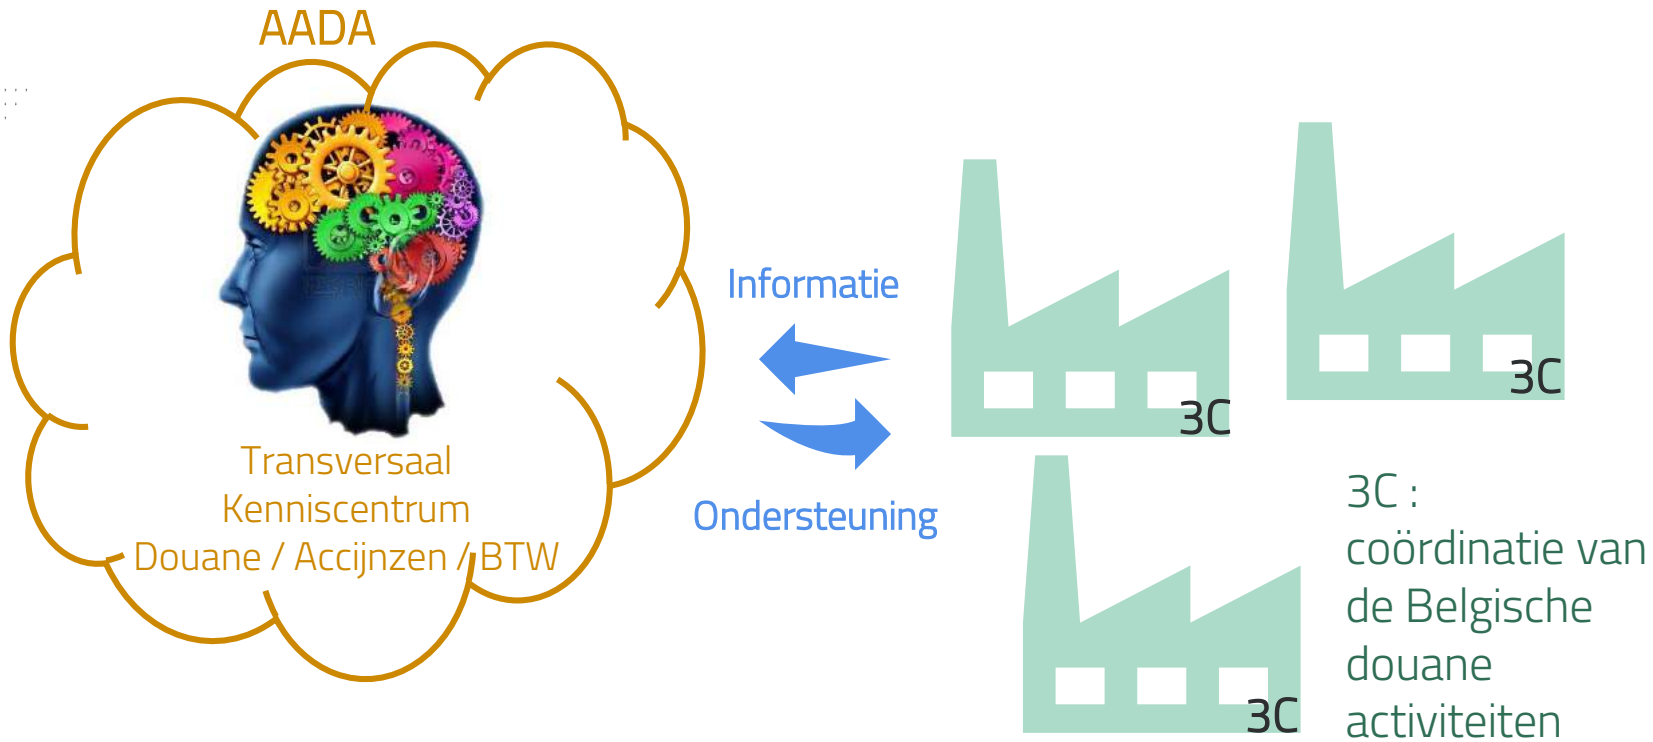 AADA
Transversaal
Kenniscentrum
Douane / Accijnzen / BTW
Informatie
Ondersteuning
3C
3C
3C
3C :
coördinatie van
de Belgische
douane
activiteiten